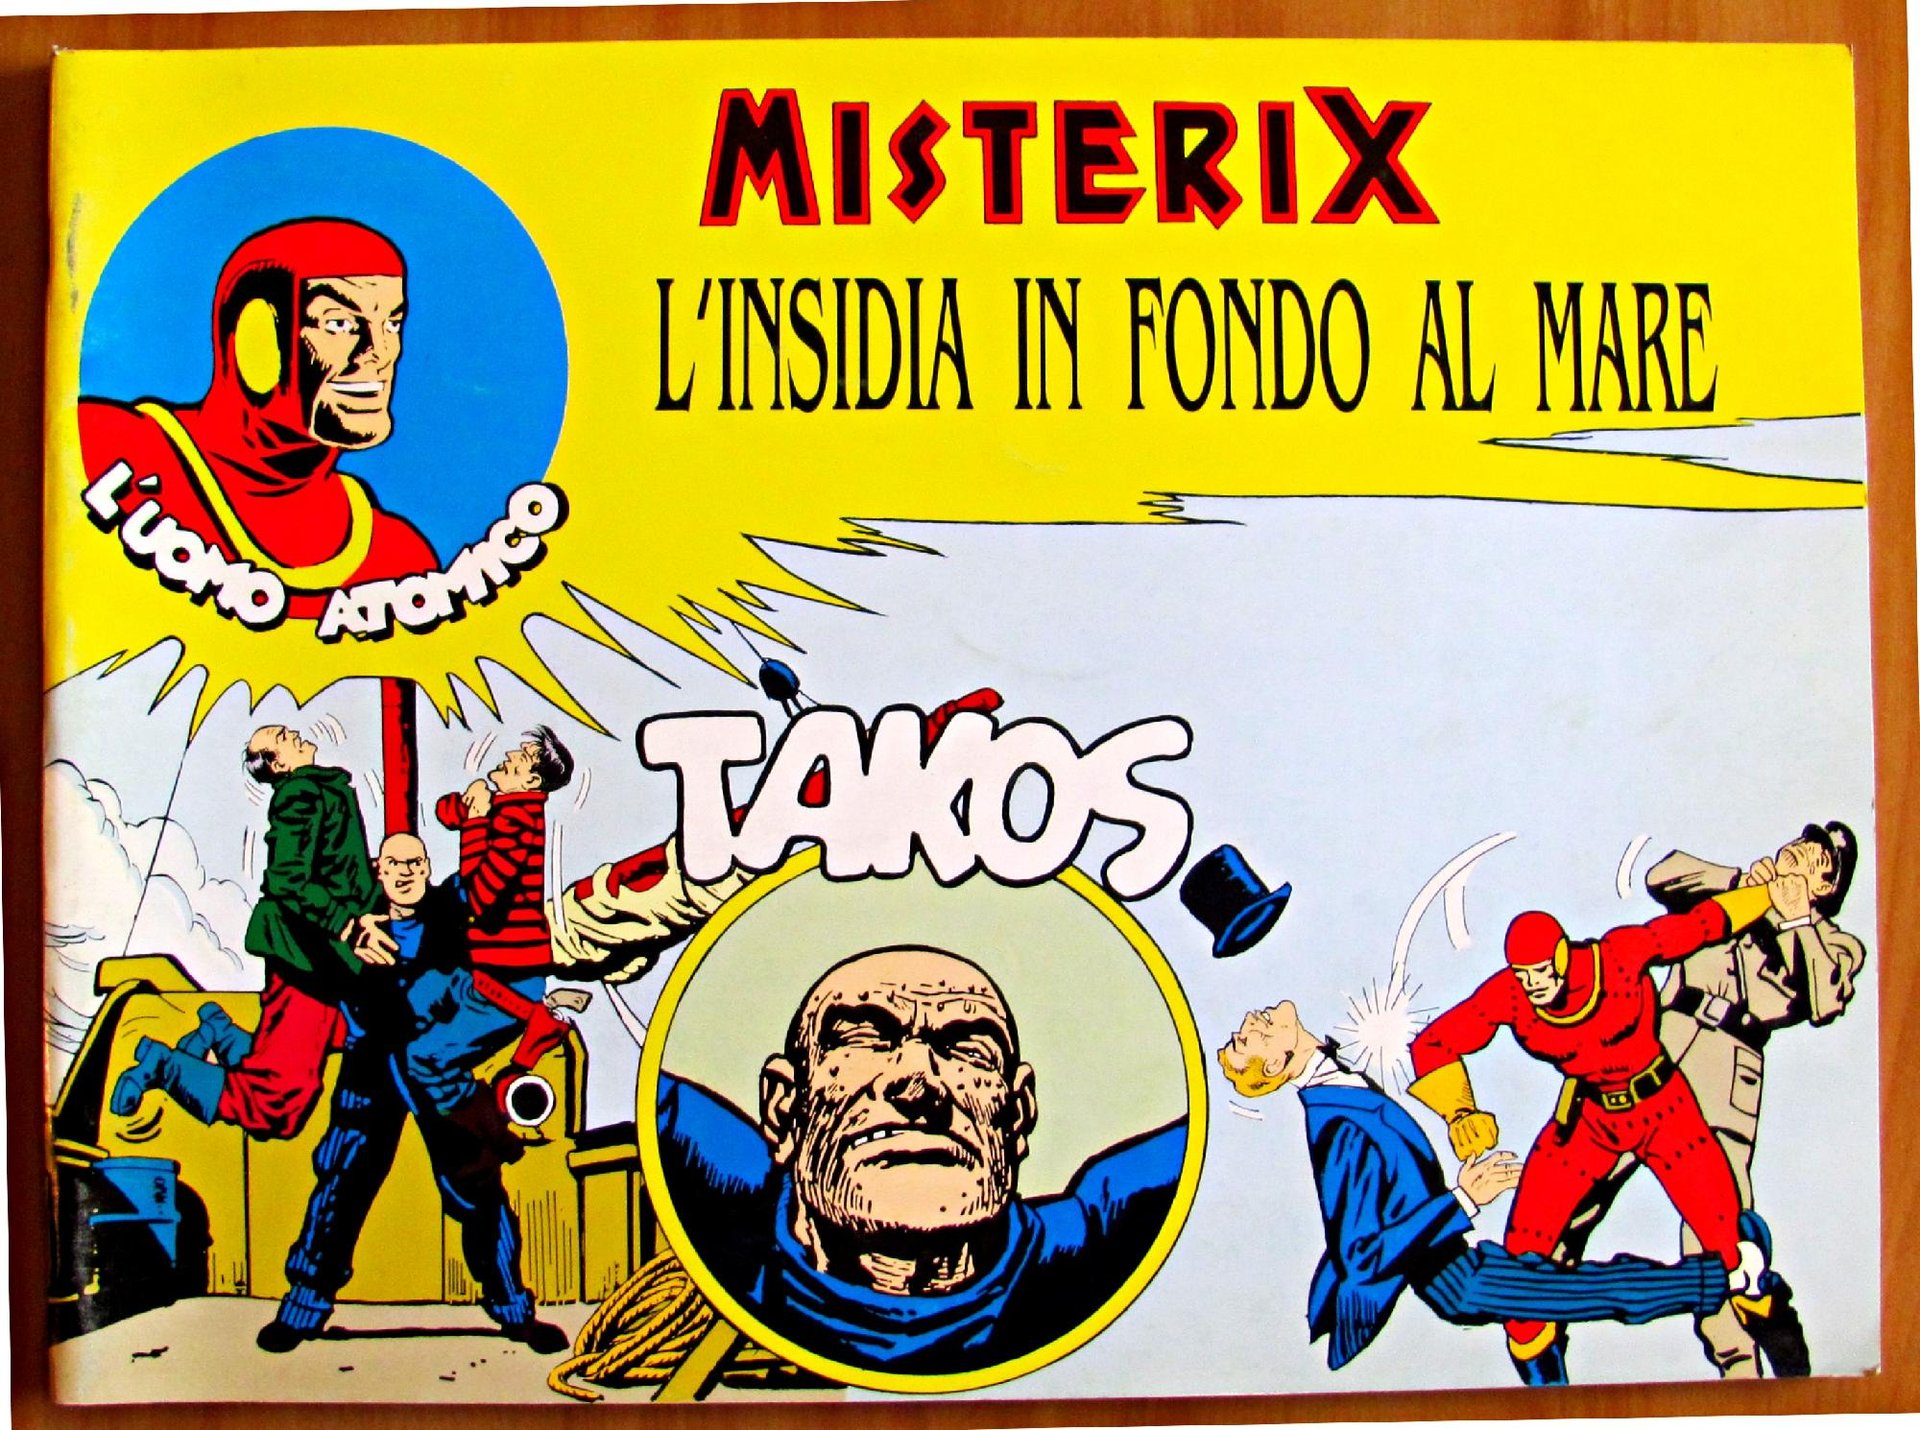 MISTERIX
L'INSIDIA IN FONDO AL MARE
L'UOMO ATOMICO
TAKOS